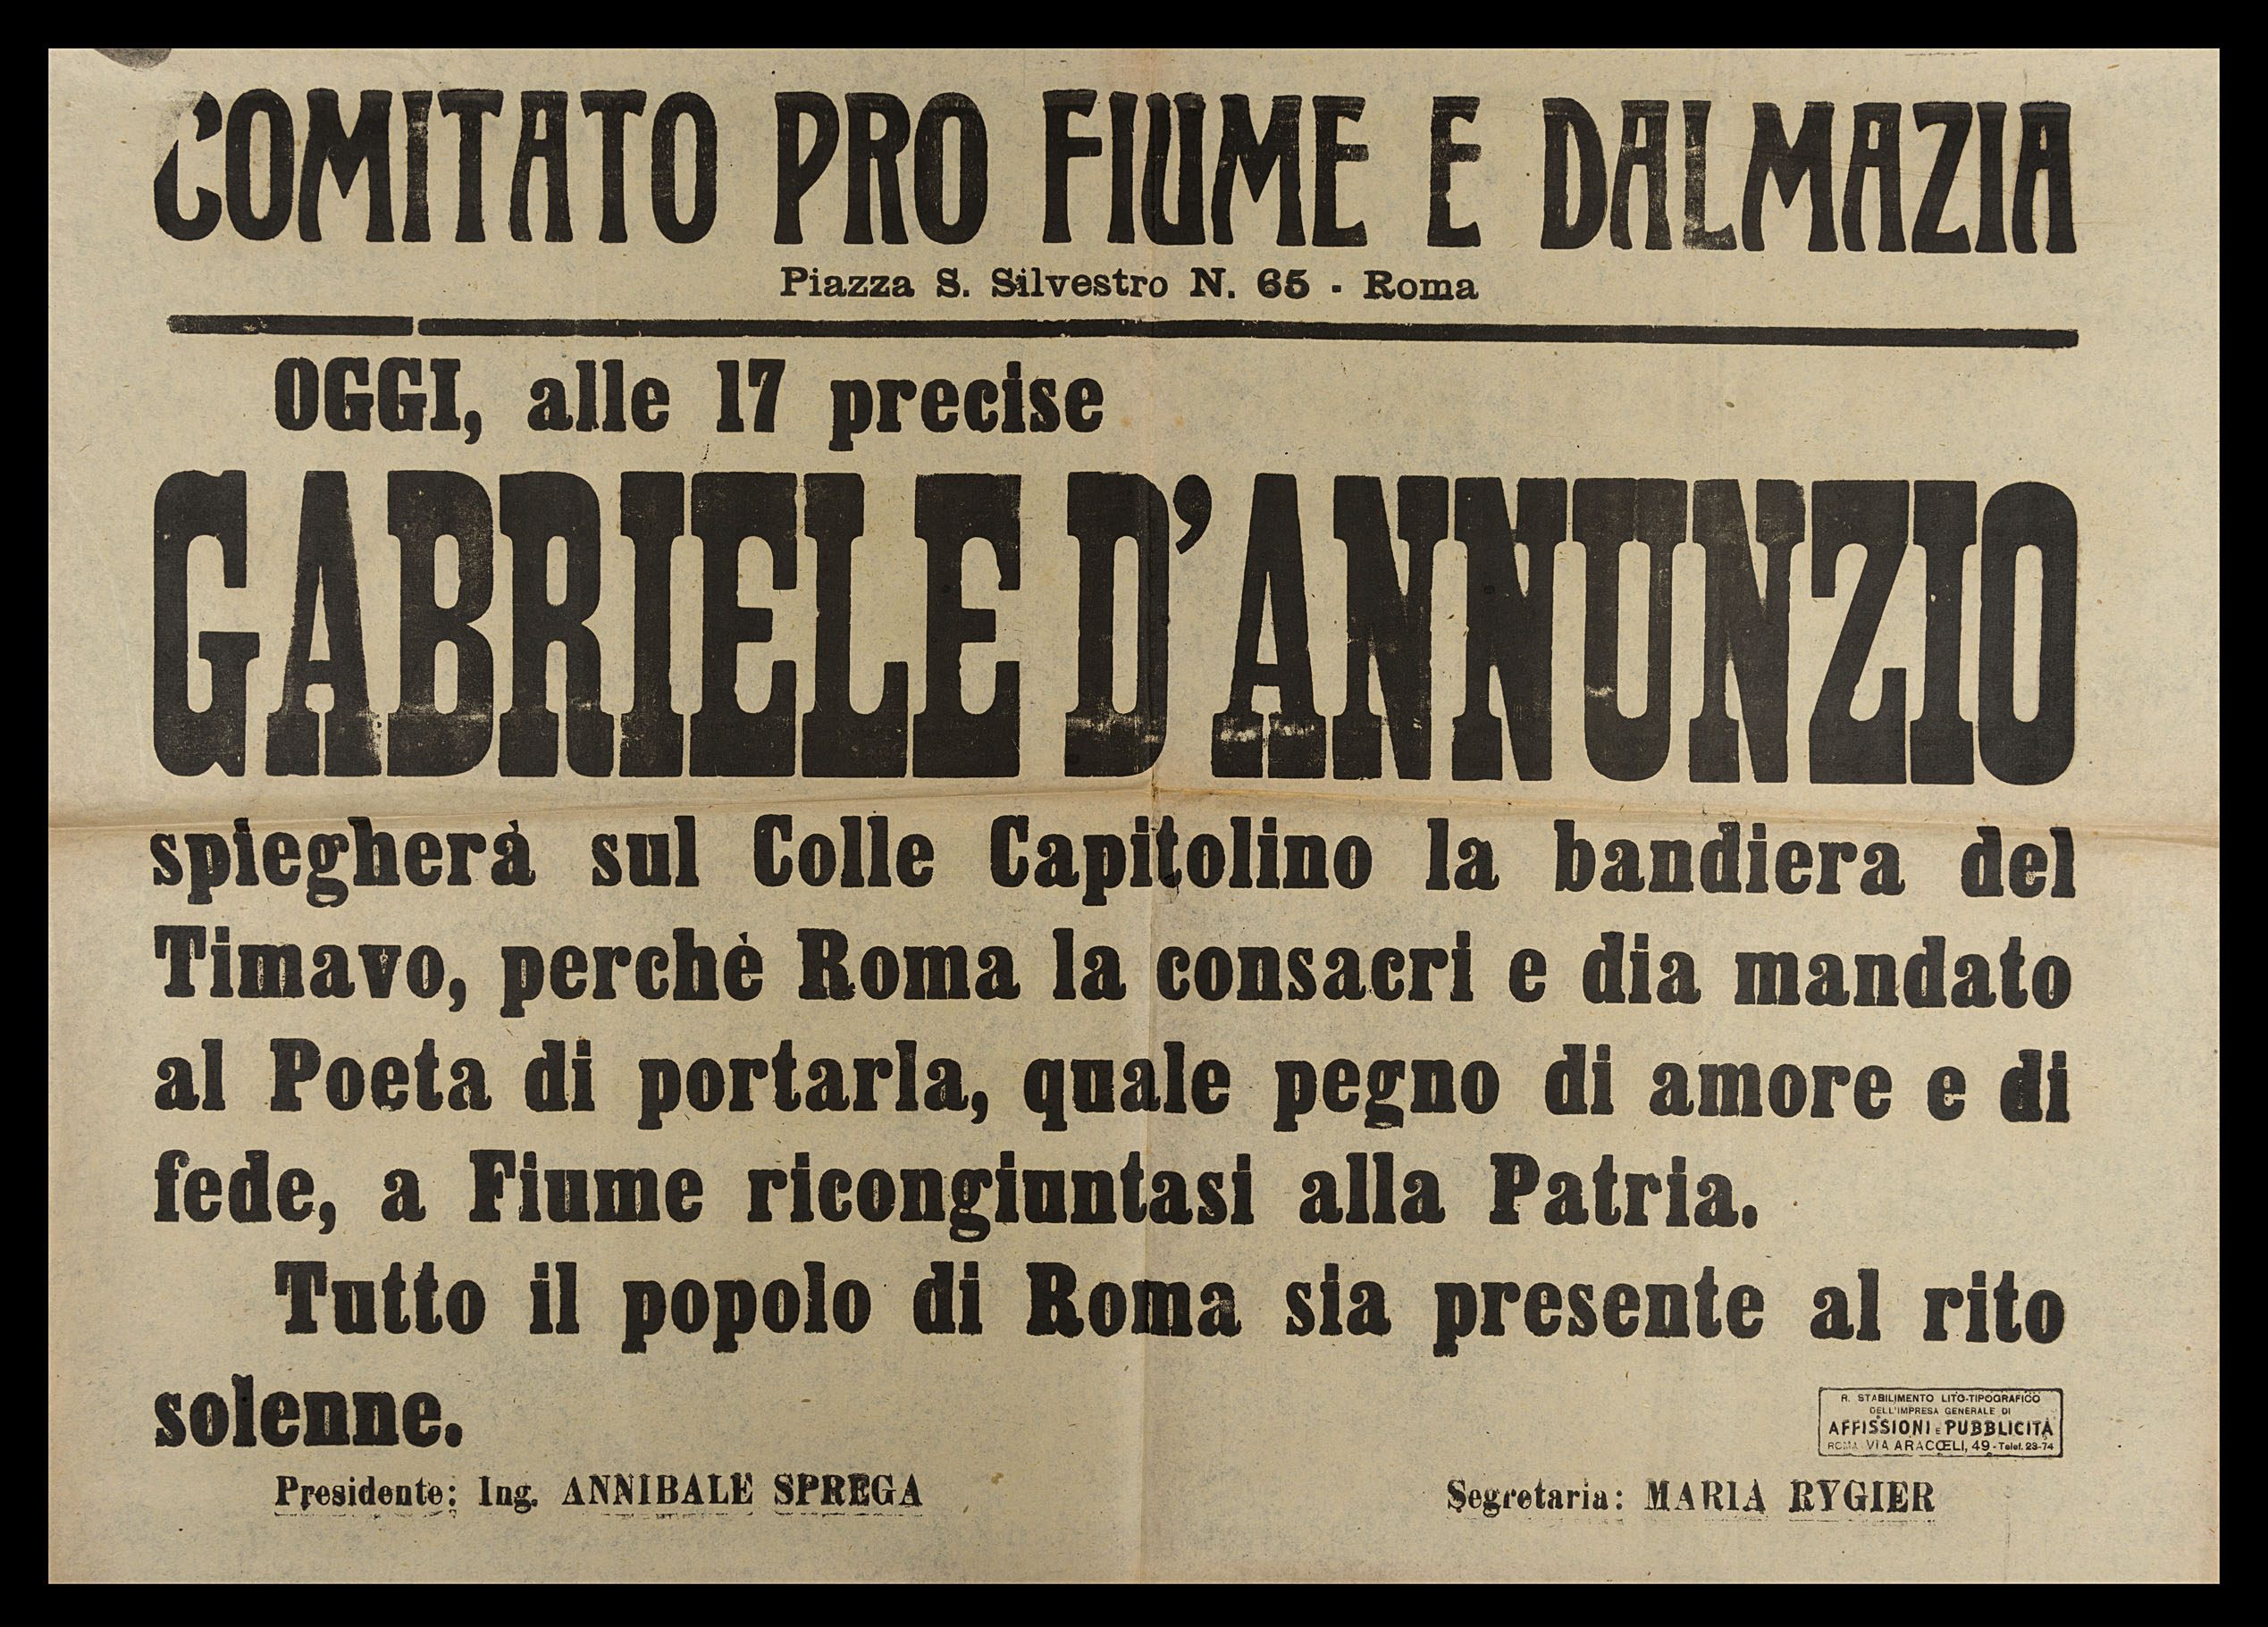 COMITATO PRO FIUME E DALMAZIA
Piazza S. Silvestro N. 65 - Roma
OGGI, alle 17 precise
GABRIELE D'ANNUNZIO
spiegherà sul Colle Capitolino la bandiera del
Timavo, perchè Roma la consacri e dia mandato
al Poeta di portarla, quale pegno di amore e di
fede, a Fiume ricongiuntasi alla Patria.
Tutto il popolo di Roma sia presente al rito
solenne.
R. STABILIMENTO LITO-TIPOGRAFICO
DELL'IMPRESA GENERALE DI
AFFISSIONI E PUBBLICITÀ
ROMA VIA ARACŒLI, 49 - Telef. 23-74
Presidente: Ing. ANNIBALE SPREGA
Segretaria: MARIA RYGIER